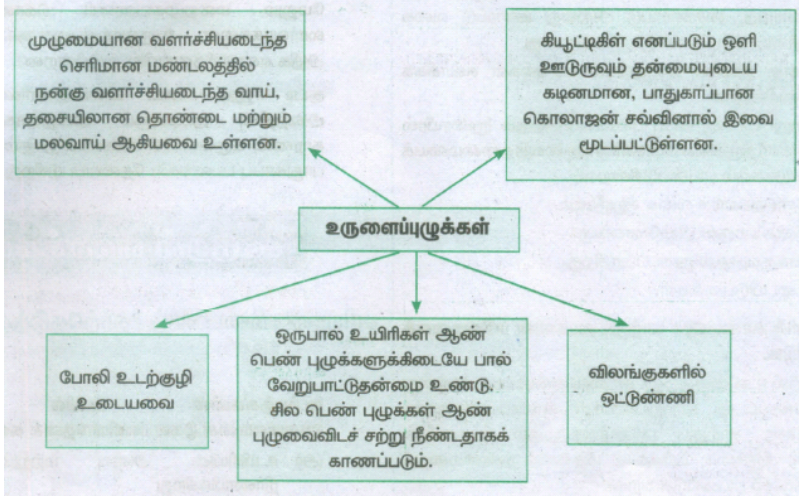 முழுமையான வளர்ச்சியடைந்த
செரிமான மண்டலத்தில்
நன்கு வளர்ச்சியடைந்த வாய்,
தசையிலான தொண்டை மற்றும்
மலவாய் ஆகியவை உள்ளன.
கியூட்டிகிள் எனப்படும் ஒளி
ஊடுருவும் தன்மையுடைய
கடினமான, பாதுகாப்பான
கொலாஜன் சவ்வினால் இவை
மூடப்பட்டுள்ளன.
உருளைப்புழுக்கள்
போலி உடற்குழி
உடையவை
ஒருபால் உயிரிகள் ஆண்
பெண் புழுக்களுக்கிடையே பால்
வேறுபாட்டுதன்மை உண்டு.
சில பெண் புழுக்கள் ஆண்
புழுவைவிடச் சற்று நீண்டதாகக்
காணப்படும்.
விலங்குகளில்
ஒட்டுண்ணி